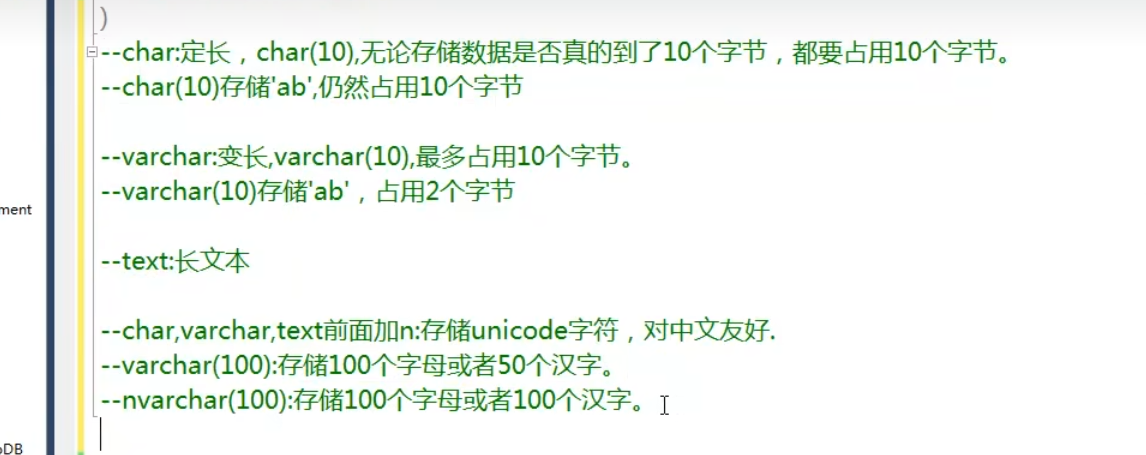 )
--char:定长，char(10),无论存储数据是否真的到了10个字节，都要占用10个字节。
--char(10)存储'ab',仍然占用10个字节
--varchar:变长,varchar(10),最多占用10个字节。
--varchar(10)存储'ab'，占用2个字节
ment
--text:长文本
--char,varchar,text前面加n:存储unicode字符，对中文友好.
--varchar(100):存储100个字母或者50个汉字。
--nvarchar(100):存储100个字母或者100个汉字。
oDB